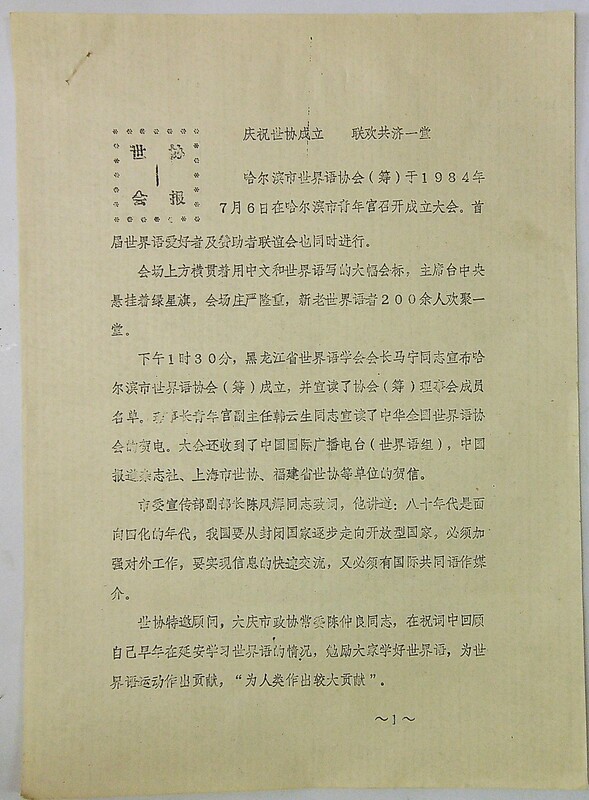 庆祝世协成立 联欢共济一堂
世协
会报
哈尔滨市世界语协会（筹）于1984年
7月6日在哈尔滨市青年宫召开成立大会。首
届世界语爱好者及赞助者联谊会也同时进行。
会场上方横贯着用中文和世界语写的大幅会标，主席台中央
悬挂着绿星旗，会场庄严隆重，新老世界语者200余人欢聚一
堂。
下午1时30分，黑龙江省世界语学会会长马宁同志宣布哈
尔滨市世界语协会（筹）成立，并宣读了协会（筹）理事会成员
名单。理事长青年宫副主任韩云生同志宣读了中华全国世界语协
会的贺电。大会还收到了中国国际广播电台（世界语组），中国
报道杂志社、上海市世协、福建省世协等单位的贺信。
市委宣传部副部长陈凤辉同志致词，他讲道：八十年代是面
向四化的年代，我国要从封闭国家逐步走向开放型国家，必须加
强对外工作，要实现信息的快速交流，又必须有国际共同语作媒
介。
世协特邀顾问，大庆市政协常委陈仲良同志，在祝词中回顾
自己早年在延安学习世界语的情况，勉励大家学好世界语，为世
界语运动作出贡献，“为人类作出较大贡献”。
～1～